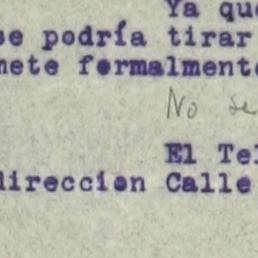 Ya que
se podría tirar
mete formalmente
No se
El Tel
direccion Calle